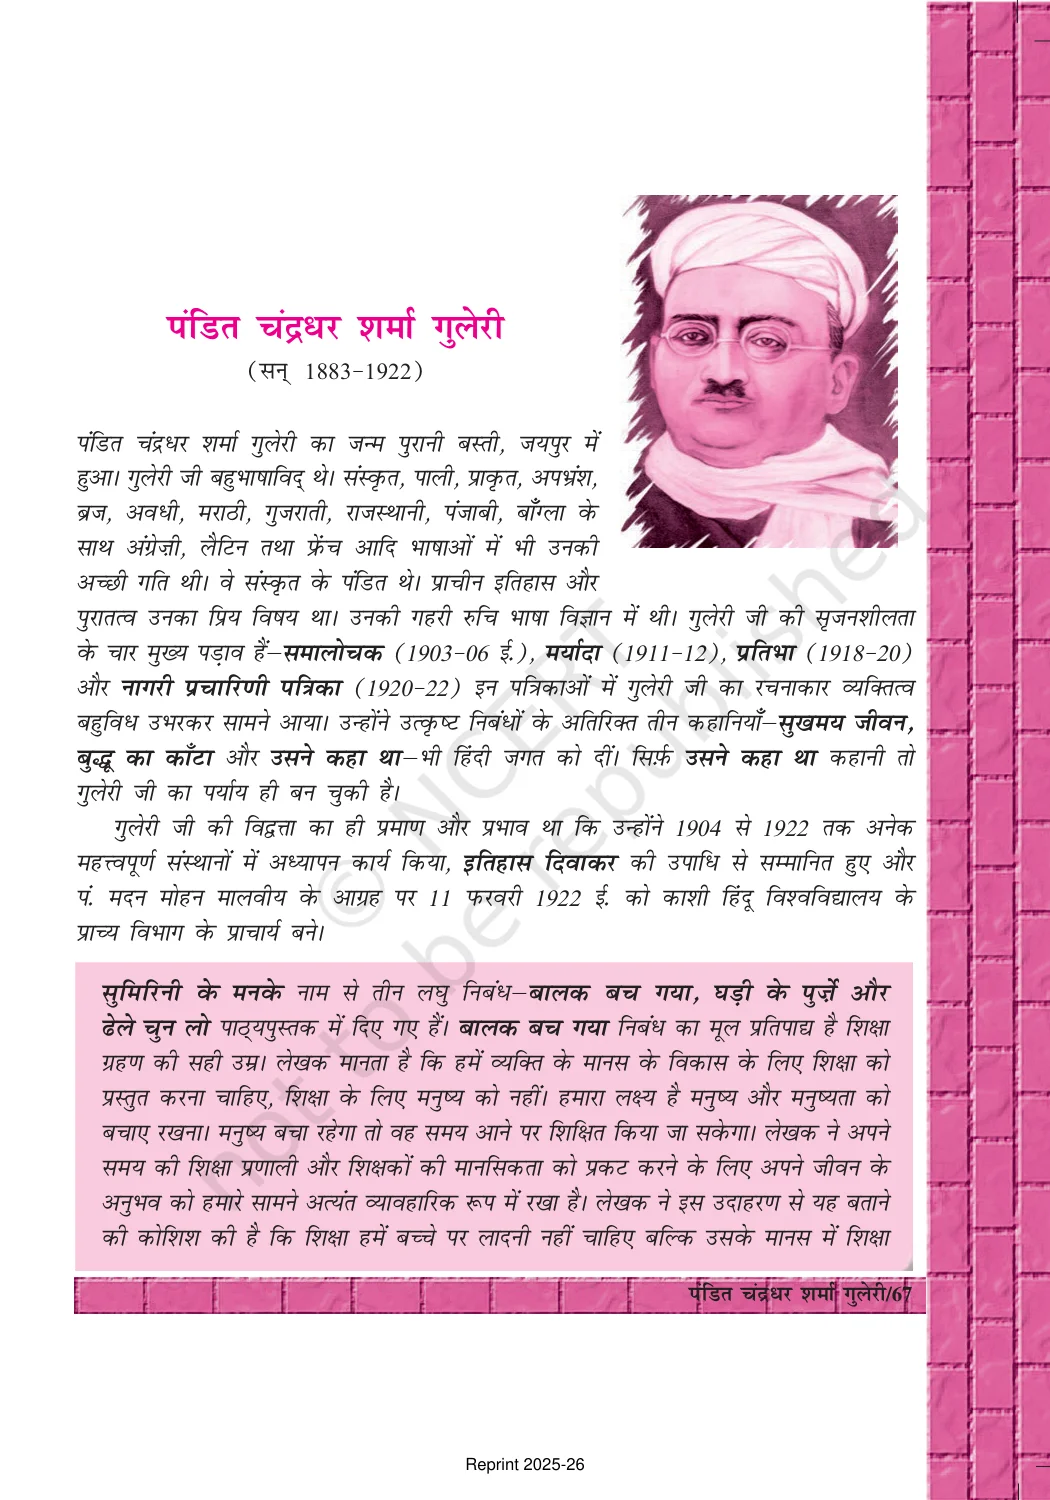 पंडित चंद्रधर शर्मा गुलेरी
(सन् 1883-1922)
पंडित चंद्रधर शर्मा गुलेरी का जन्म पुरानी बस्ती, जयपुर में
हुआ। गुलेरी जी बहुभाषाविद् थे। संस्कृत, पाली, प्राकृत, अपभ्रंश,
ब्रज, अवधी, मराठी, गुजराती, राजस्थानी, पंजाबी, बाँग्ला के
साथ अंग्रेज़ी, लैटिन तथा फ्रेंच आदि भाषाओं में भी उनकी
अच्छी गति थी। वे संस्कृत के पंडित थे। प्राचीन इतिहास और
पुरातत्व उनका प्रिय विषय था। उनकी गहरी रुचि भाषा विज्ञान में थी। गुलेरी जी की सृजनशीलता
के चार मुख्य पड़ाव हैं–समालोचक (1903-06 ई.), मर्यादा (1911-12), प्रतिभा (1918-20)
और नागरी प्रचारिणी पत्रिका (1920-22) इन पत्रिकाओं में गुलेरी जी का रचनाकार व्यक्तित्व
बहुविध उभरकर सामने आया। उन्होंने उत्कृष्ट निबंधों के अतिरिक्त तीन कहानियाँ–सुखमय जीवन,
बुद्धू का काँटा और उसने कहा था–भी हिंदी जगत को दीं। सिर्फ़ उसने कहा था कहानी तो
गुलेरी जी का पर्याय ही बन चुकी है।
गुलेरी जी की विद्वत्ता का ही प्रमाण और प्रभाव था कि उन्होंने 1904 से 1922 तक अनेक
महत्त्वपूर्ण संस्थानों में अध्यापन कार्य किया, इतिहास दिवाकर की उपाधि से सम्मानित हुए और
पं. मदन मोहन मालवीय के आग्रह पर 11 फरवरी 1922 ई. को काशी हिंदू विश्वविद्यालय के
प्राच्य विभाग के प्राचार्य बने।
सुमिरिनी के मनके नाम से तीन लघु निबंध–बालक बच गया, घड़ी के पुर्ज़े और
ढेले चुन लो पाठ्यपुस्तक में दिए गए हैं। बालक बच गया निबंध का मूल प्रतिपाद्य है शिक्षा
ग्रहण की सही उम्र। लेखक मानता है कि हमें व्यक्ति के मानस के विकास के लिए शिक्षा को
प्रस्तुत करना चाहिए, शिक्षा के लिए मनुष्य को नहीं। हमारा लक्ष्य है मनुष्य और मनुष्यता को
बचाए रखना। मनुष्य बचा रहेगा तो वह समय आने पर शिक्षित किया जा सकेगा। लेखक ने अपने
समय की शिक्षा प्रणाली और शिक्षकों की मानसिकता को प्रकट करने के लिए अपने जीवन के
अनुभव को हमारे सामने अत्यंत व्यावहारिक रूप में रखा है। लेखक ने इस उदाहरण से यह बताने
की कोशिश की है कि शिक्षा हमें बच्चे पर लादनी नहीं चाहिए बल्कि उसके मानस में शिक्षा
पंडित चंद्रधर शर्मा गुलेरी/67
© NCERT
not to be republished
Reprint 2025-26